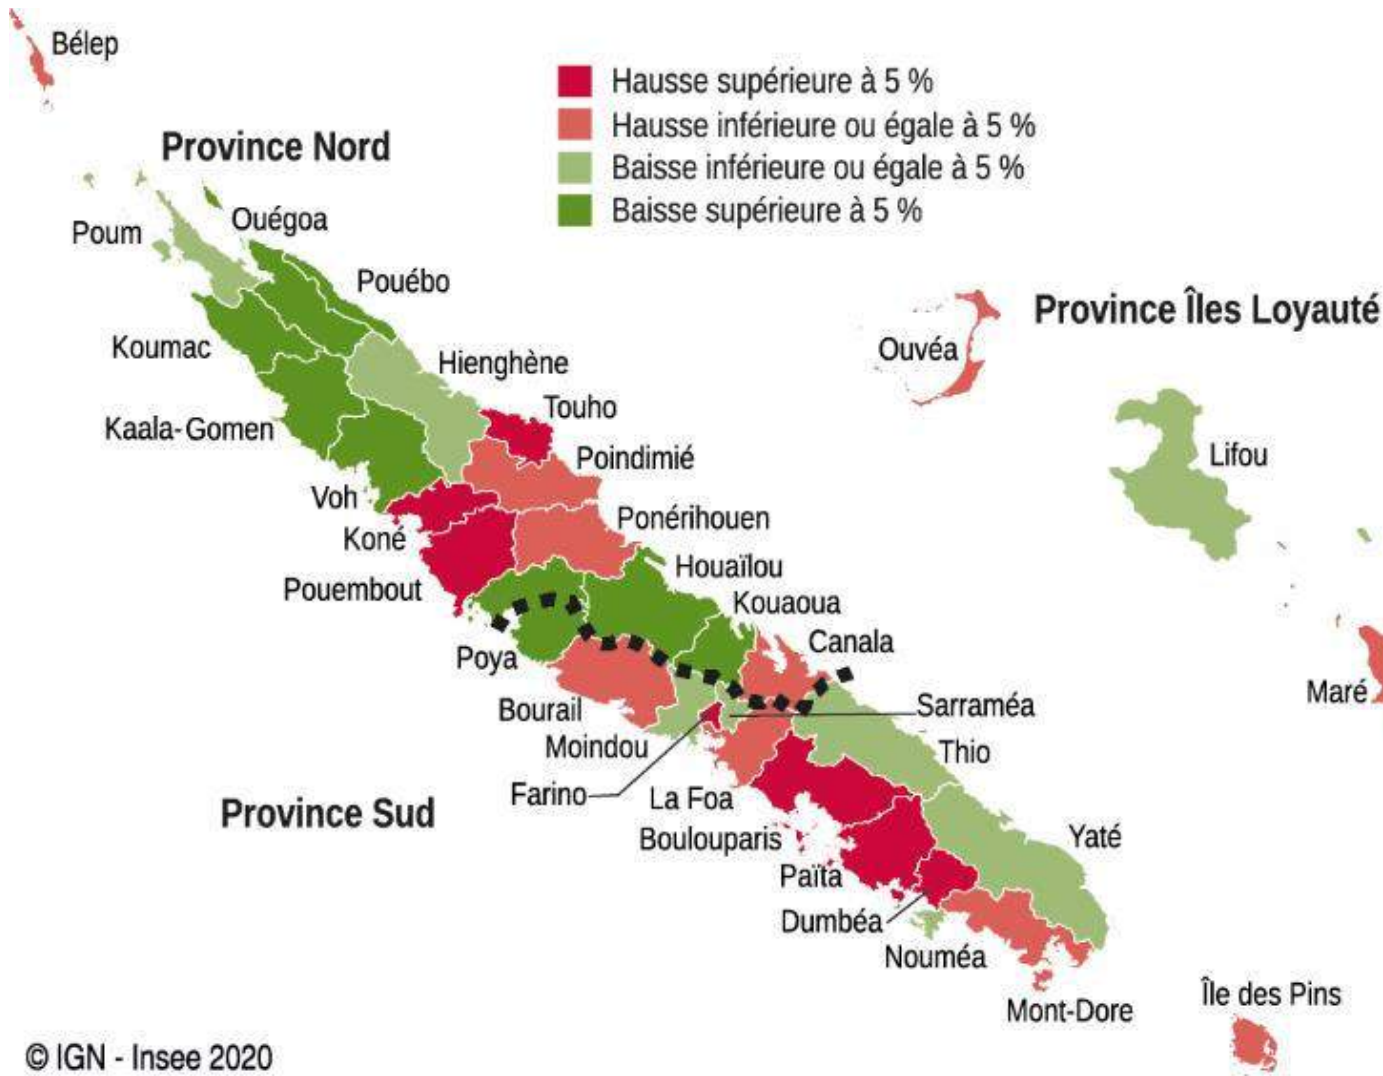 Bélep
Hausse supérieure à 5 %
Hausse inférieure ou égale à 5 %
Baisse inférieure ou égale à 5 %
Baisse supérieure à 5 %
Province Nord
Poum
Ouégoa
Pouébo
Koumac
Hienghène
Kaala-Gomen
Touho
Poindimié
Voh
Koné
Ponérihouen
Pouembout
Houaïlou
Kouaoua
Poya
Canala
Bourail
Sarraméa
Moindou
Thio
Farino
La Foa
Province Sud
Boulouparis
Yaté
Païta
Dumbéa
Nouméa
Mont-Dore
Province Îles Loyauté
Ouvéa
Lifou
Maré
Île des Pins
© IGN - Insee 2020